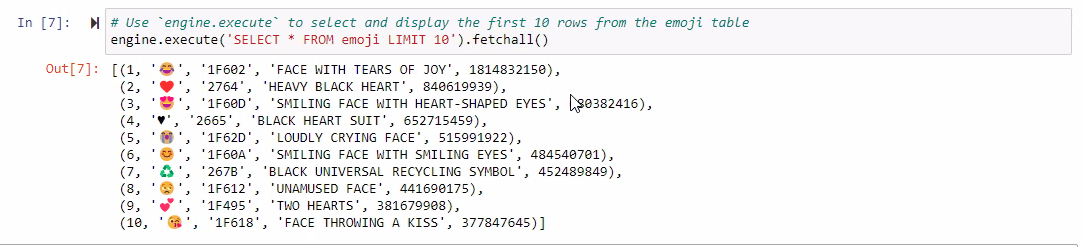 In [7]: # Use `engine.execute` to select and display the first 10 rows from the emoji table
engine.execute('SELECT * FROM emoji LIMIT 10').fetchall()
Out[7]: [(1, '😂', '1F602', 'FACE WITH TEARS OF JOY', 1814832150),
(2, '❤️', '2764', 'HEAVY BLACK HEART', 840619939),
(3, '😍', '1F60D', 'SMILING FACE WITH HEART-SHAPED EYES', 80382416),
(4, '♥', '2665', 'BLACK HEART SUIT', 652715459),
(5, '😭', '1F62D', 'LOUDLY CRYING FACE', 515991922),
(6, '😊', '1F60A', 'SMILING FACE WITH SMILING EYES', 484540701),
(7, '♻️', '267B', 'BLACK UNIVERSAL RECYCLING SYMBOL', 452489849),
(8, '😒', '1F612', 'UNAMUSED FACE', 441690175),
(9, '💕', '1F495', 'TWO HEARTS', 381679908),
(10, '😘', '1F618', 'FACE THROWING A KISS', 377847645)]